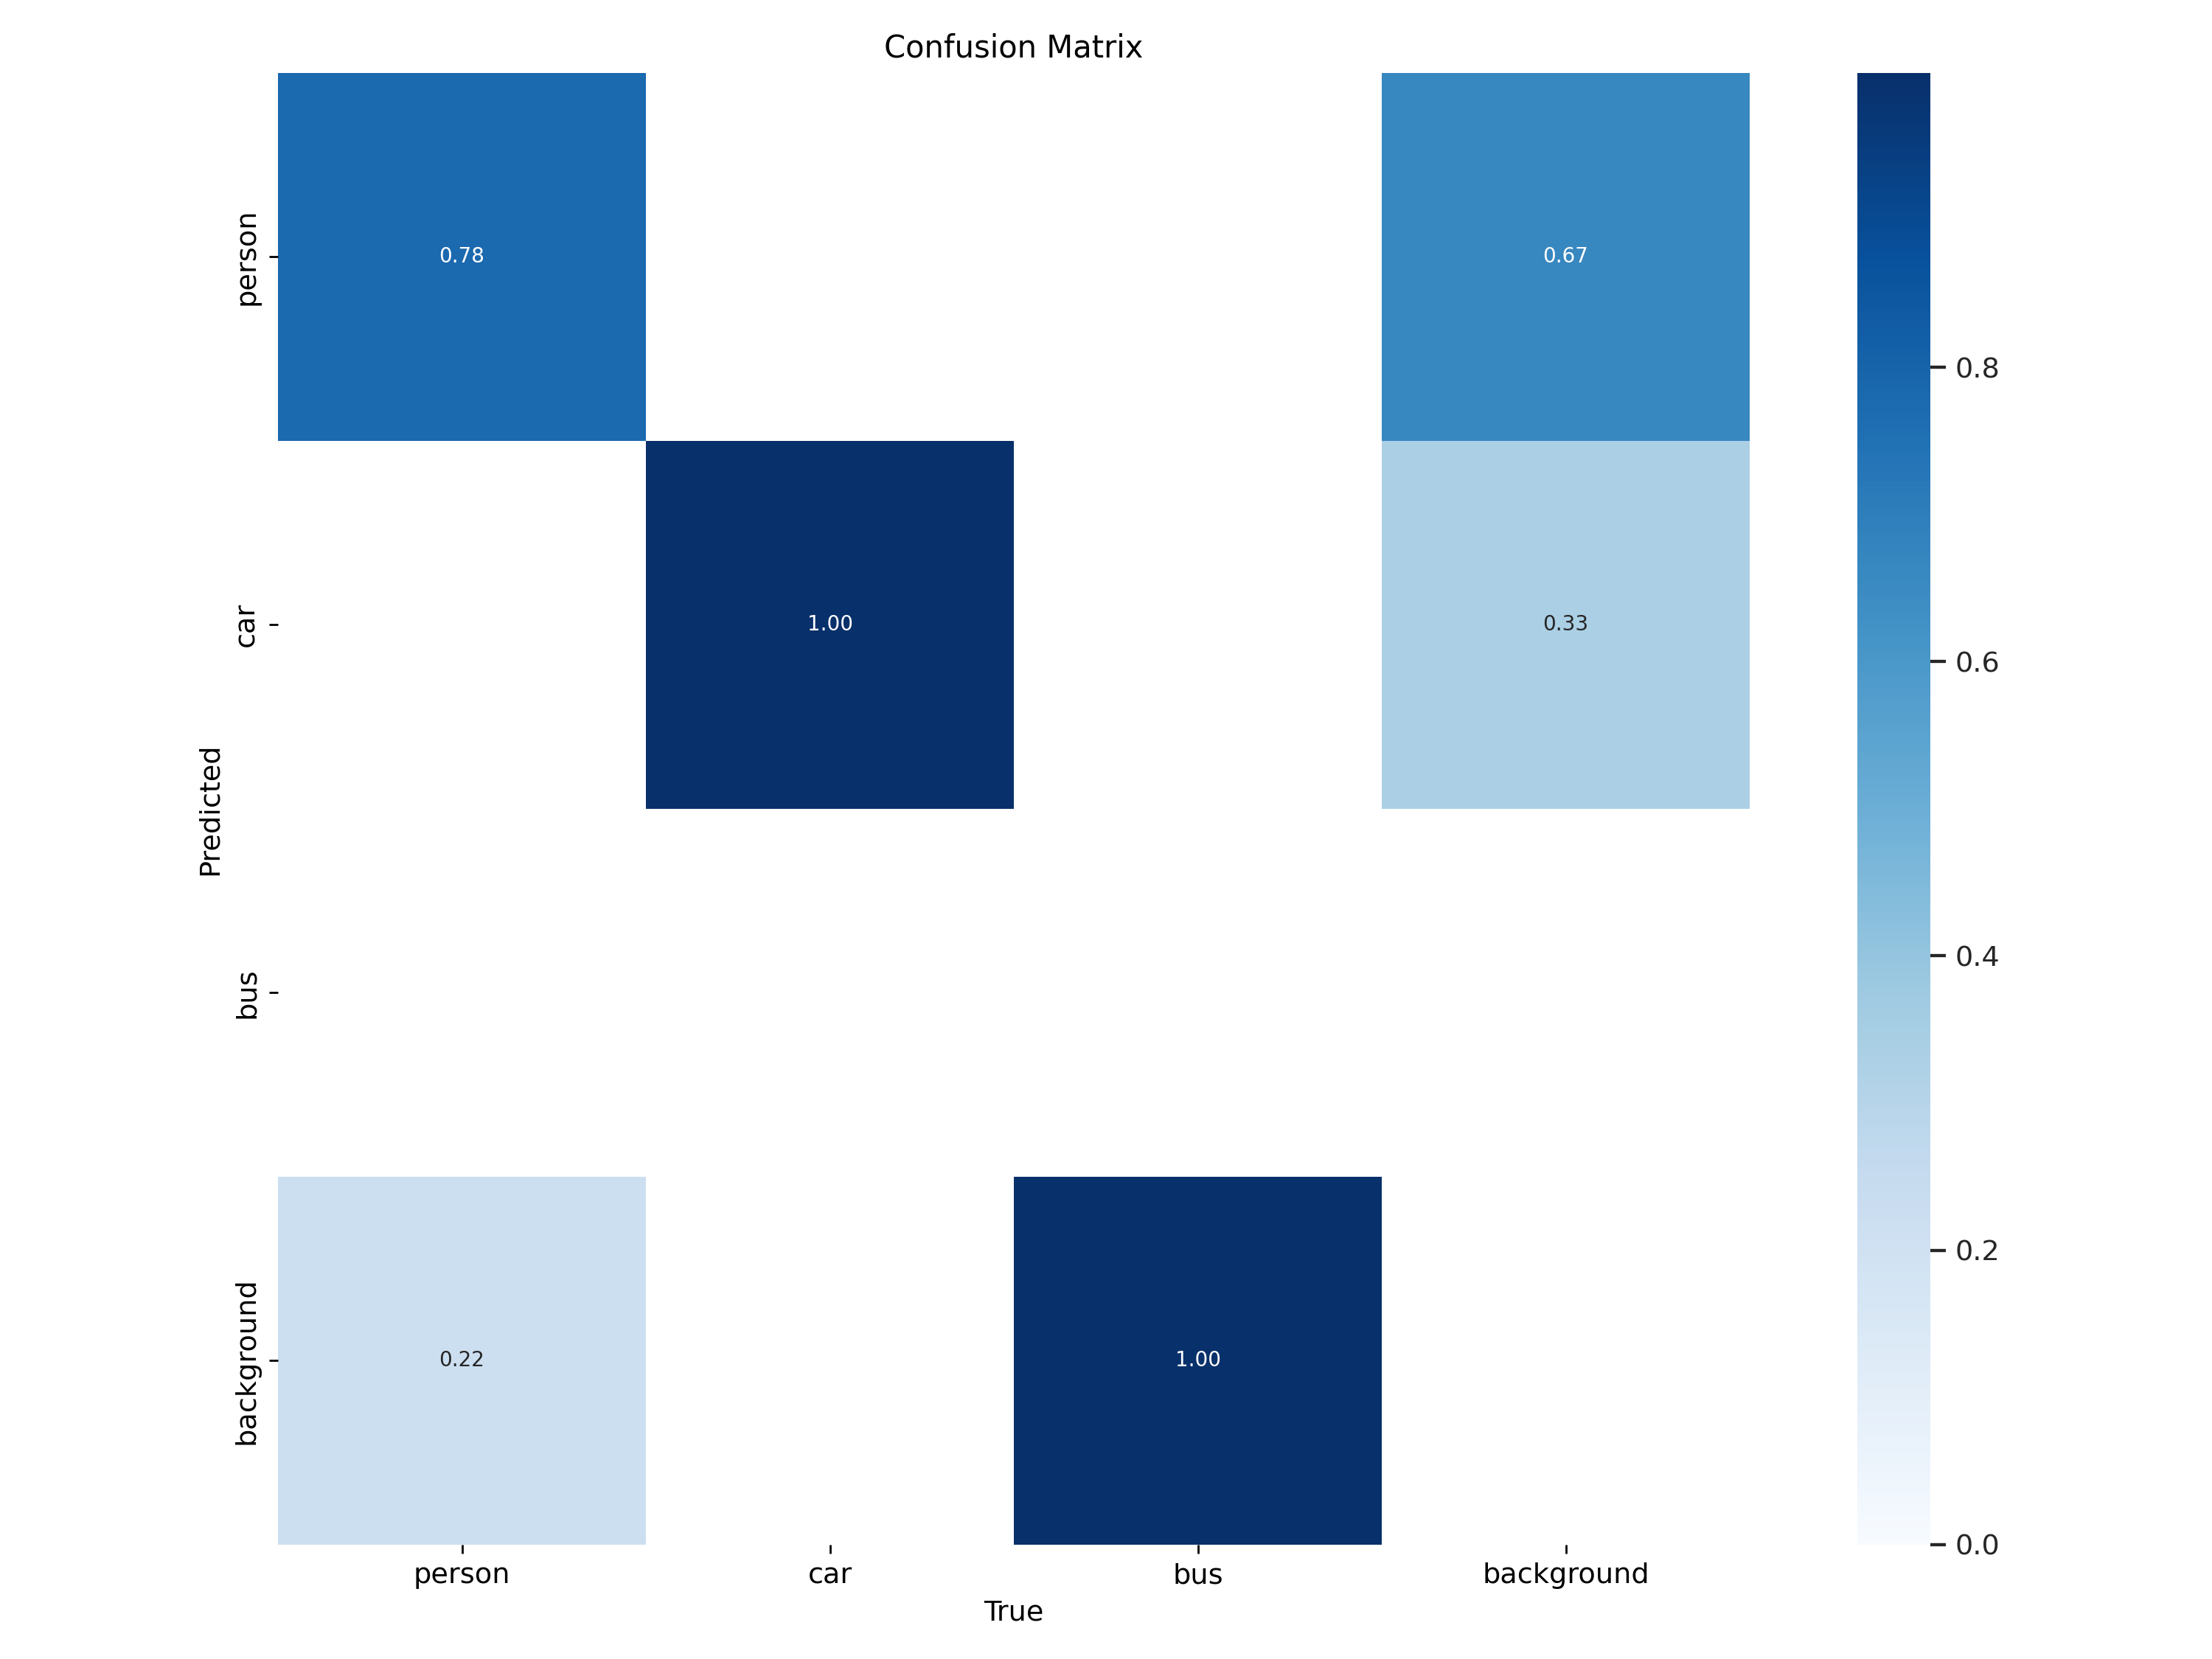 Confusion Matrix
person
0.78
0.67
0.8
car
1.00
0.33
0.6
Predicted
0.4
bus
0.2
background
0.22
1.00
0.0
person car bus background
True